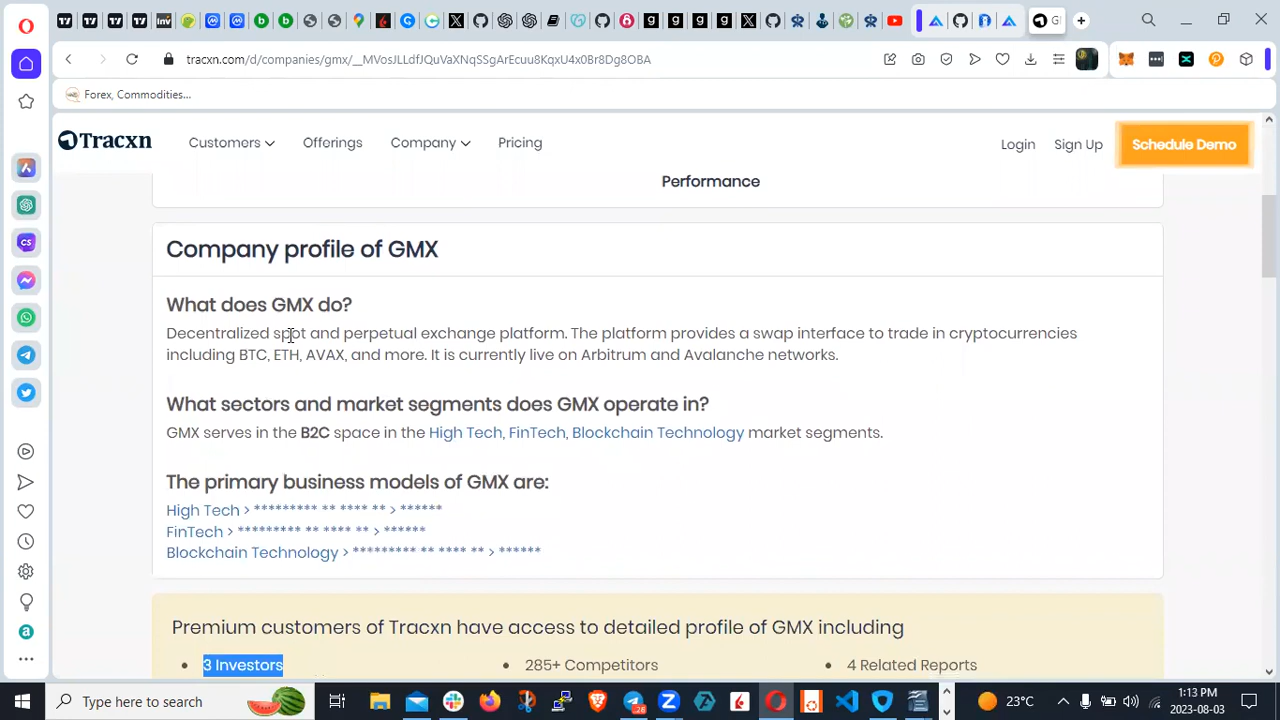 tracxn.com/d/companies/gmx/__MVosJLLdfJQuVaXNqSSgArEcuu8KqxU4x0Br8Dg8OBA
Forex, Commodities...
Tracxn
Customers
Offerings
Company
Pricing
Login
Sign Up
Schedule Demo
Performance
Company profile of GMX
What does GMX do?
Decentralized spot and perpetual exchange platform. The platform provides a swap interface to trade in cryptocurrencies
including BTC, ETH, AVAX, and more. It is currently live on Arbitrum and Avalanche networks.
What sectors and market segments does GMX operate in?
GMX serves in the B2C space in the High Tech, FinTech, Blockchain Technology market segments.
The primary business models of GMX are:
High Tech > ********* ** **** ** > ******
FinTech > ********* ** **** ** > ******
Blockchain Technology > ********* ** **** ** > ******
Premium customers of Tracxn have access to detailed profile of GMX including
• 3 Investors
• 285+ Competitors
• 4 Related Reports
Type here to search
23°C
1:13 PM
2023-08-03